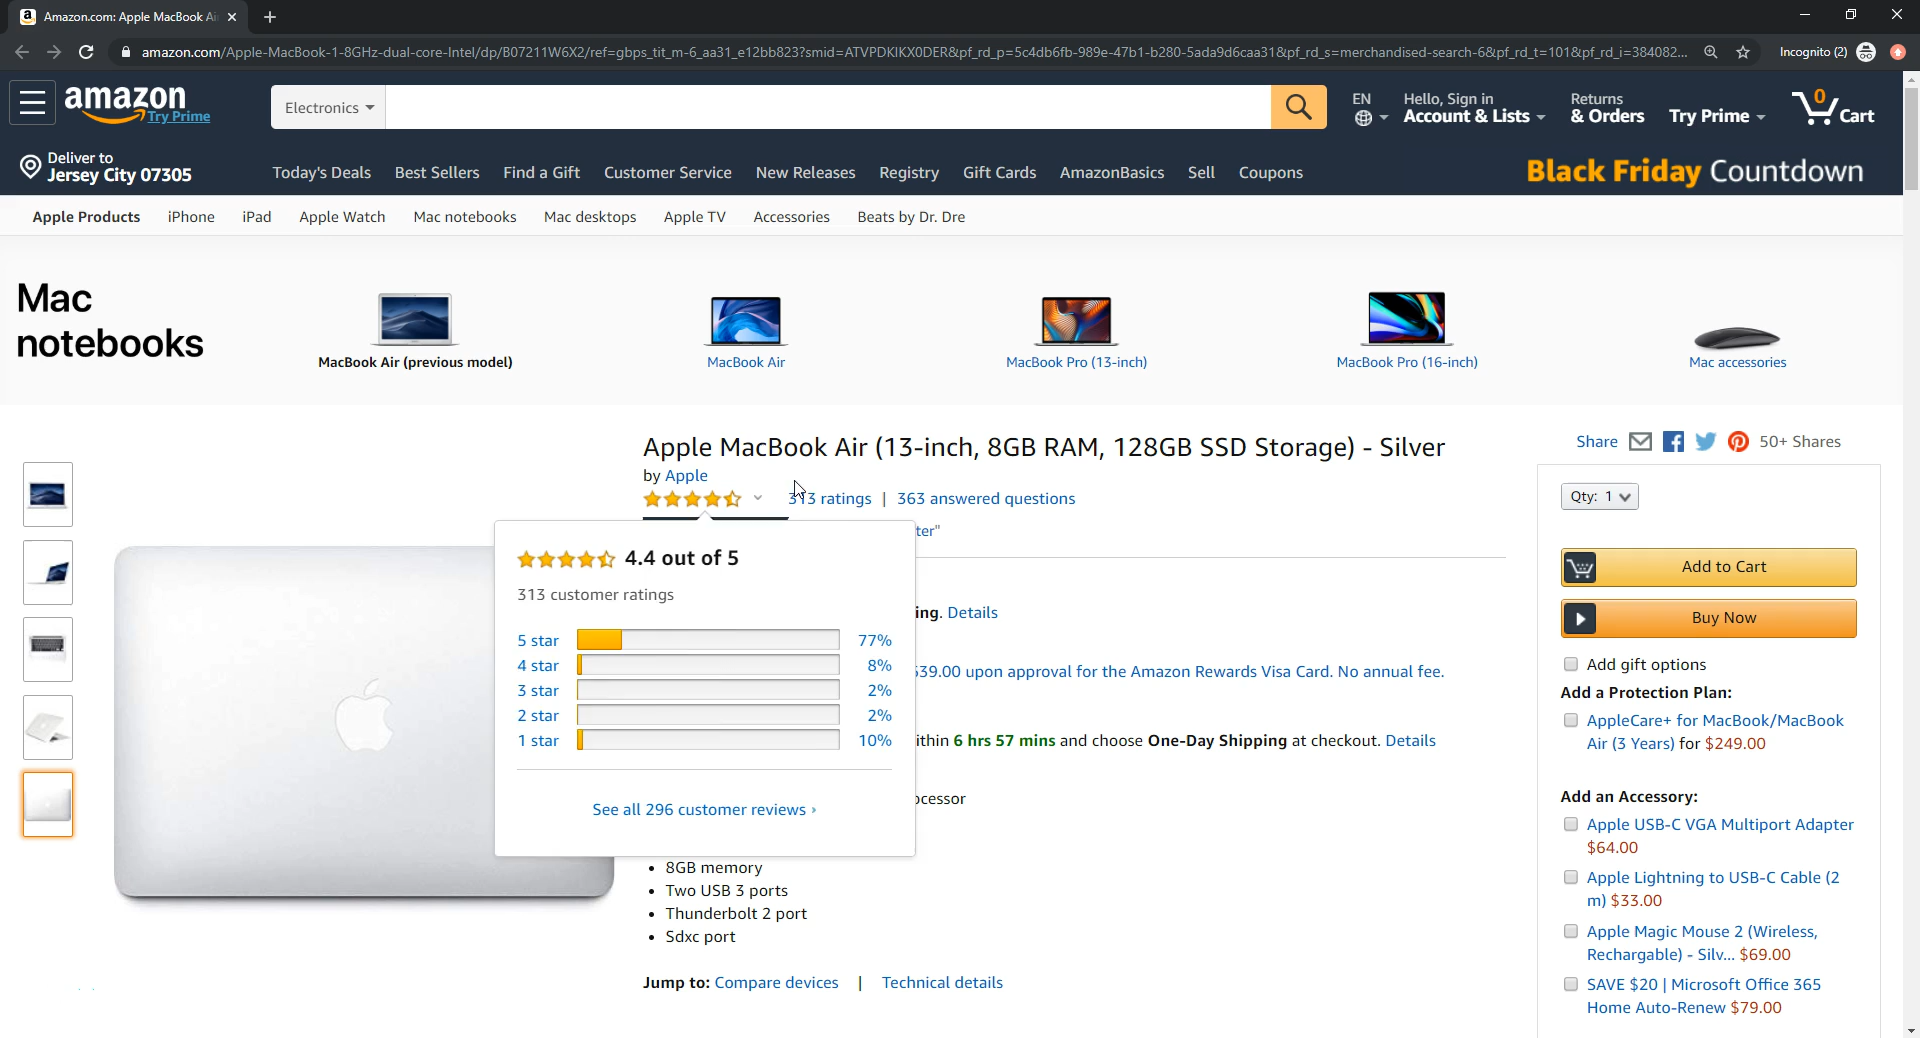 Amazon.com: Apple MacBook Ai
amazon.com/Apple-MacBook-1-8GHz-dual-core-Intel/dp/B07211W6X2/ref=gbps_tit_m-6_aa31_e12bb823?smid=ATVPDKIKX0DER&pf_rd_p=5c4db6fb-989e-47b1-b280-5ada9d6caa31&pf_rd_s=merchandised-search-6&pf_rd_t=101&pf_rd_i=384082...
Incognito (2)
amazon
Try Prime
Electronics
EN
Hello, Sign in
Account & Lists
Returns
& Orders
Try Prime
0
Cart
Deliver to
Jersey City 07305
Today's Deals Best Sellers Find a Gift Customer Service New Releases Registry Gift Cards AmazonBasics Sell Coupons
Black Friday Countdown
Apple Products iPhone iPad Apple Watch Mac notebooks Mac desktops Apple TV Accessories Beats by Dr. Dre
Mac
notebooks
MacBook Air (previous model)
MacBook Air
MacBook Pro (13-inch)
MacBook Pro (16-inch)
Mac accessories
Apple MacBook Air (13-inch, 8GB RAM, 128GB SSD Storage) - Silver
by Apple
313 ratings | 363 answered questions
ter"
4.4 out of 5
313 customer ratings
5 star 77%
4 star 8%
3 star 2%
2 star 2%
1 star 10%
See all 296 customer reviews ›
ing. Details
39.00 upon approval for the Amazon Rewards Visa Card. No annual fee.
ithin 6 hrs 57 mins and choose One-Day Shipping at checkout. Details
ocessor
• 8GB memory
• Two USB 3 ports
• Thunderbolt 2 port
• Sdxc port
Jump to: Compare devices | Technical details
Share
50+ Shares
Qty: 1
Add to Cart
Buy Now
Add gift options
Add a Protection Plan:
AppleCare+ for MacBook/MacBook
Air (3 Years) for $249.00
Add an Accessory:
Apple USB-C VGA Multiport Adapter
$64.00
Apple Lightning to USB-C Cable (2
m) $33.00
Apple Magic Mouse 2 (Wireless,
Rechargable) - Silv... $69.00
SAVE $20 | Microsoft Office 365
Home Auto-Renew $79.00